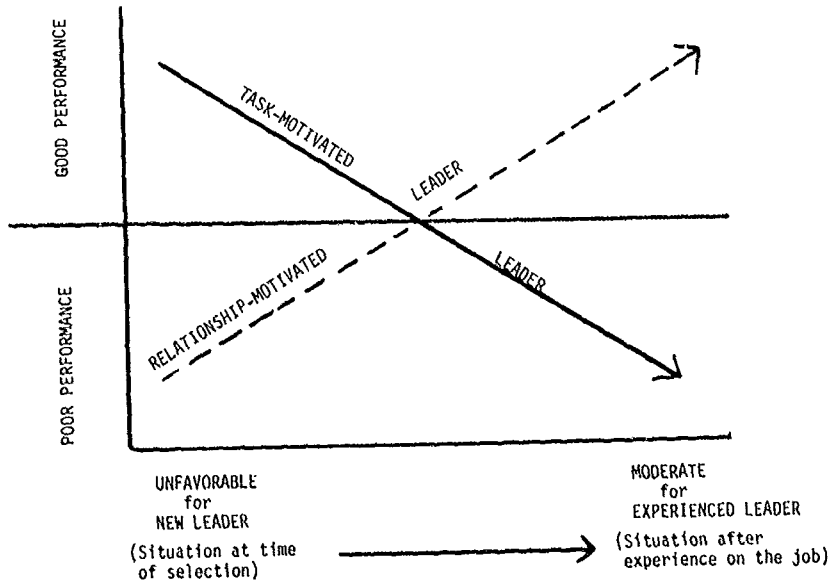 GOOD PERFORMANCE
POOR PERFORMANCE
TASK-MOTIVATED
LEADER
RELATIONSHIP-MOTIVATED
LEADER
UNFAVORABLE
for
NEW LEADER
(Situation at time
of selection)
MODERATE
for
EXPERIENCED LEADER
(Situation after
experience on the job)